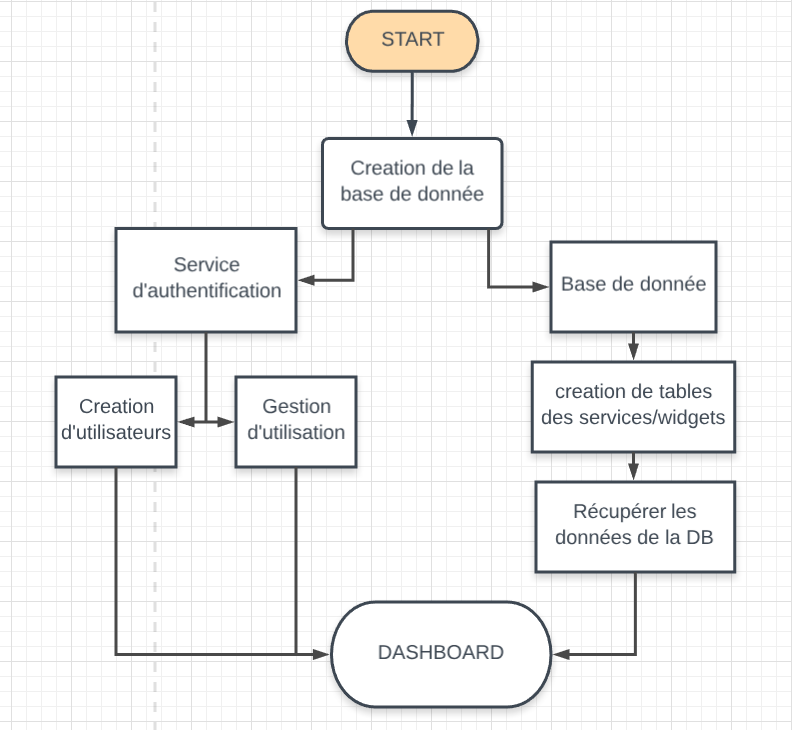 START
Creation de la
base de donnée
Service
d'authentification
Base de donnée
Creation
d'utilisateurs
Gestion
d'utilisation
creation de tables
des services/widgets
Récupérer les
données de la DB
DASHBOARD